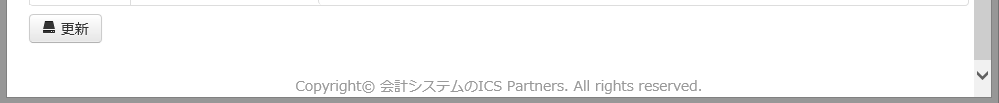 更新
Copyright© 会計システムのICS Partners. All rights reserved.